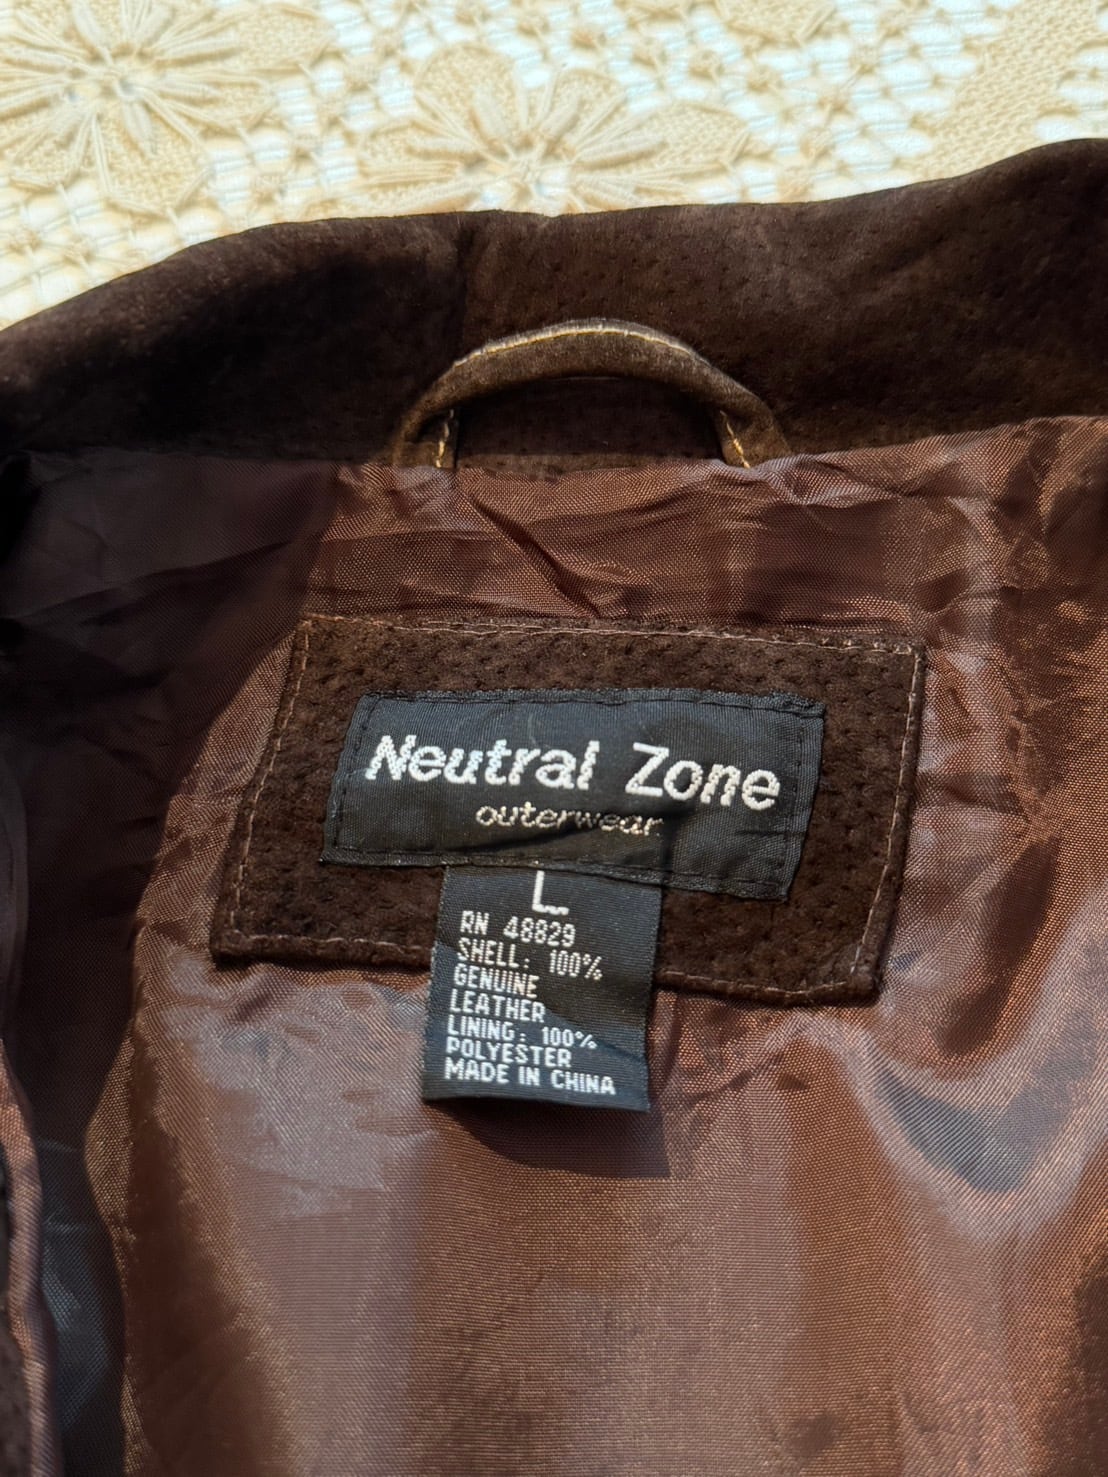 Neutral Zone
outerwear
L
RN 48829
SHELL: 100%
GENUINE
LEATHER
LINING: 100%
POLYESTER
MADE IN CHINA